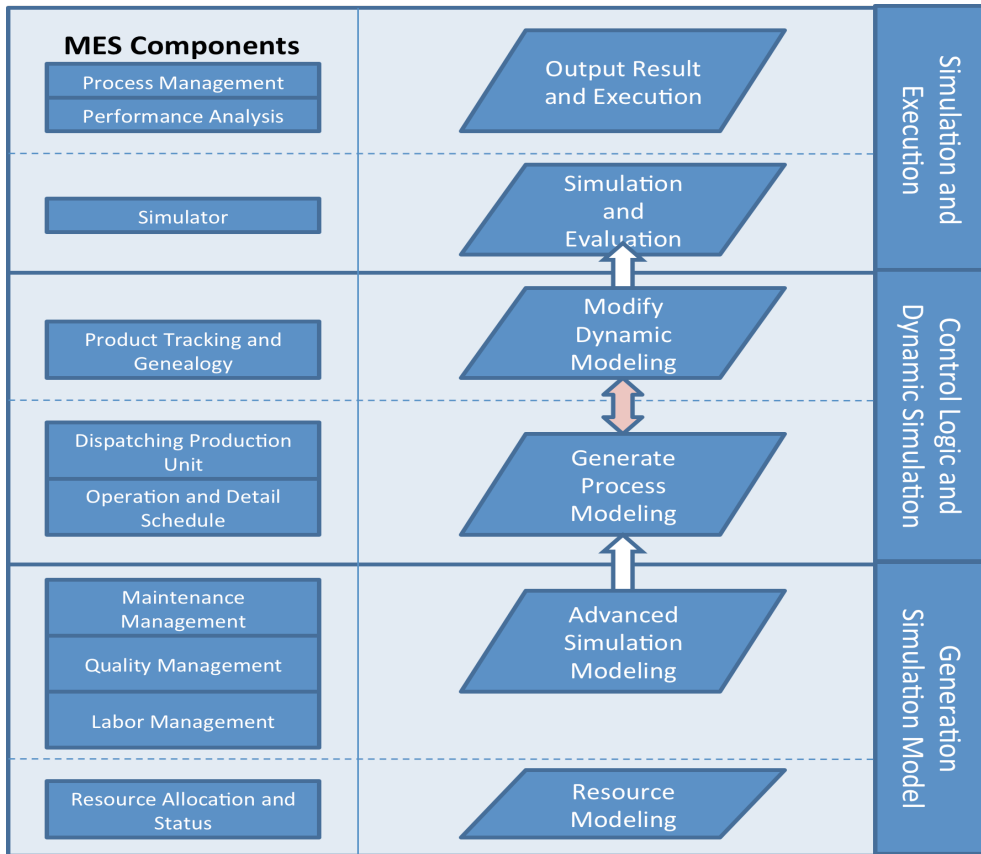 MES Components
Process Management
Performance Analysis
Output Result
and Execution
Simulator
Simulation
and
Evaluation
Simulation and
Execution
Product Tracking and
Genealogy
Modify
Dynamic
Modeling
Dispatching Production
Unit
Operation and Detail
Schedule
Generate
Process
Modeling
Control Logic and
Dynamic Simulation
Maintenance
Management
Quality Management
Labor Management
Advanced
Simulation
Modeling
Resource Allocation and
Status
Resource
Modeling
Generation
Simulation Model